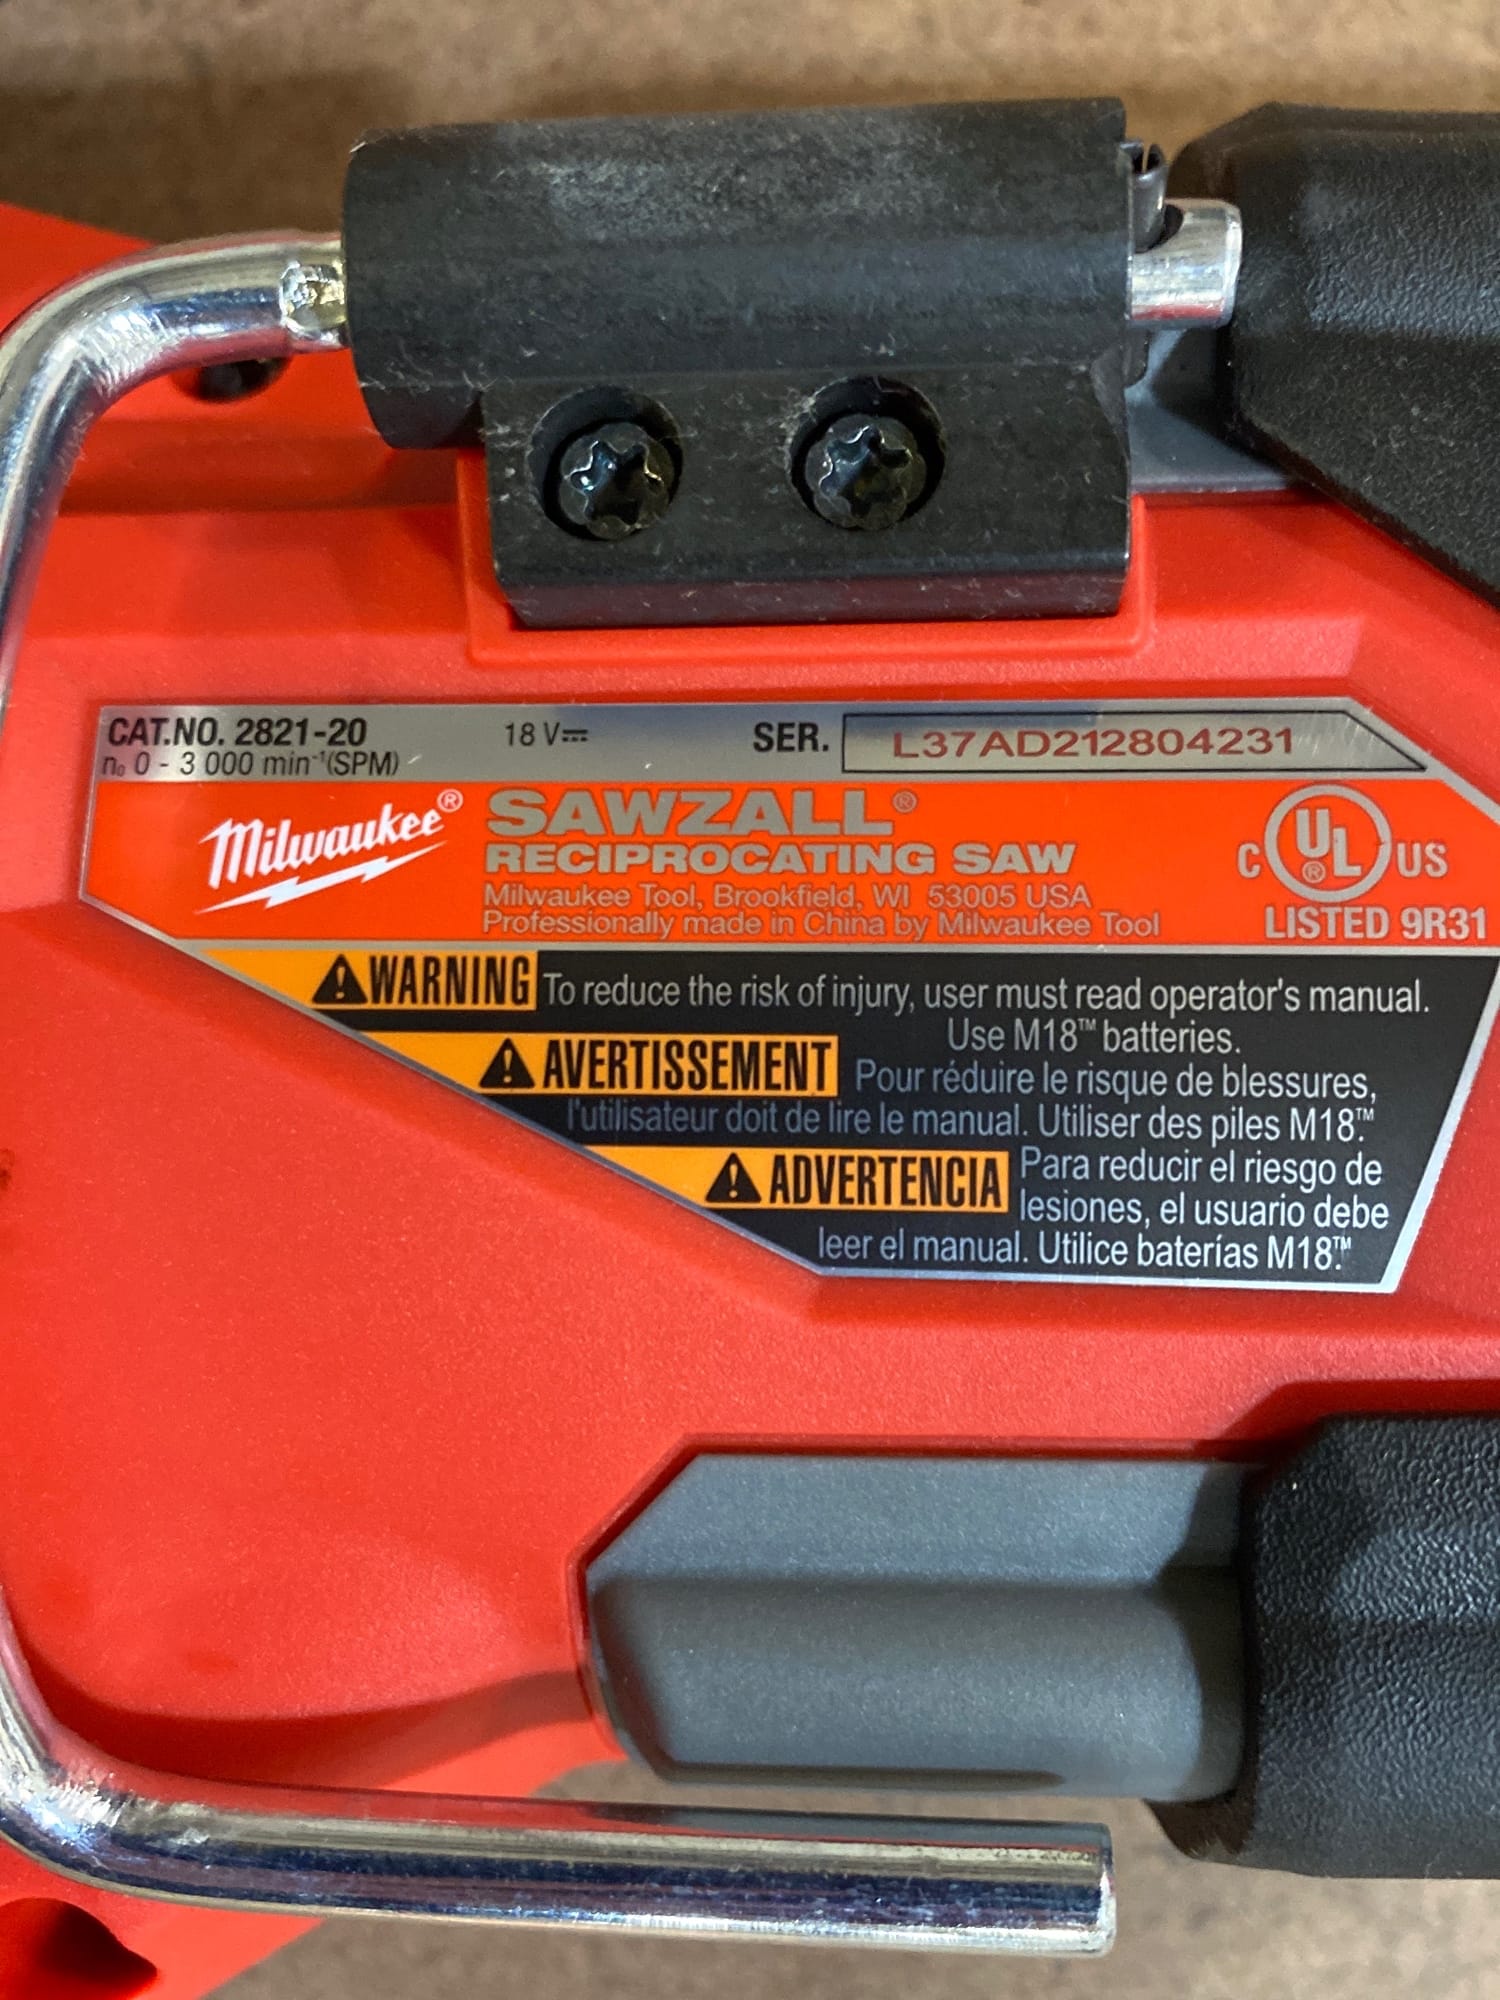 CAT.NO. 2821-20 18 V⎓ SER. L37AD212804231
n₀ 0 - 3 000 min⁻¹(SPM)
Milwaukee®
SAWZALL®
RECIPROCATING SAW
Milwaukee Tool, Brookfield, WI 53005 USA
Professionally made in China by Milwaukee Tool
C UL® US
LISTED 9R31
⚠WARNING To reduce the risk of injury, user must read operator's manual.
Use M18™ batteries.
⚠AVERTISSEMENT Pour réduire le risque de blessures,
l'utilisateur doit de lire le manual. Utiliser des piles M18.™
⚠ADVERTENCIA Para reducir el riesgo de
lesiones, el usuario debe
leer el manual. Utilice baterías M18.™